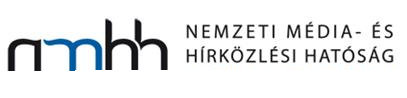 nmhh
NEMZETI MÉDIA- ÉS
HÍRKÖZLÉSI HATÓSÁG